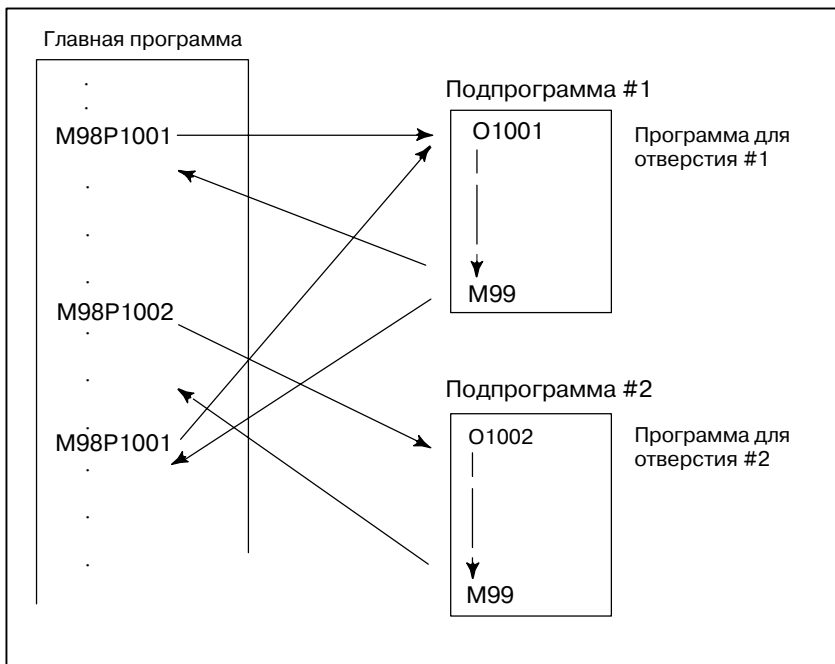 Главная программа
M98P1001
M98P1002
M98P1001
Подпрограмма #1
O1001
M99
Программа для
отверстия #1
Подпрограмма #2
O1002
M99
Программа для
отверстия #2